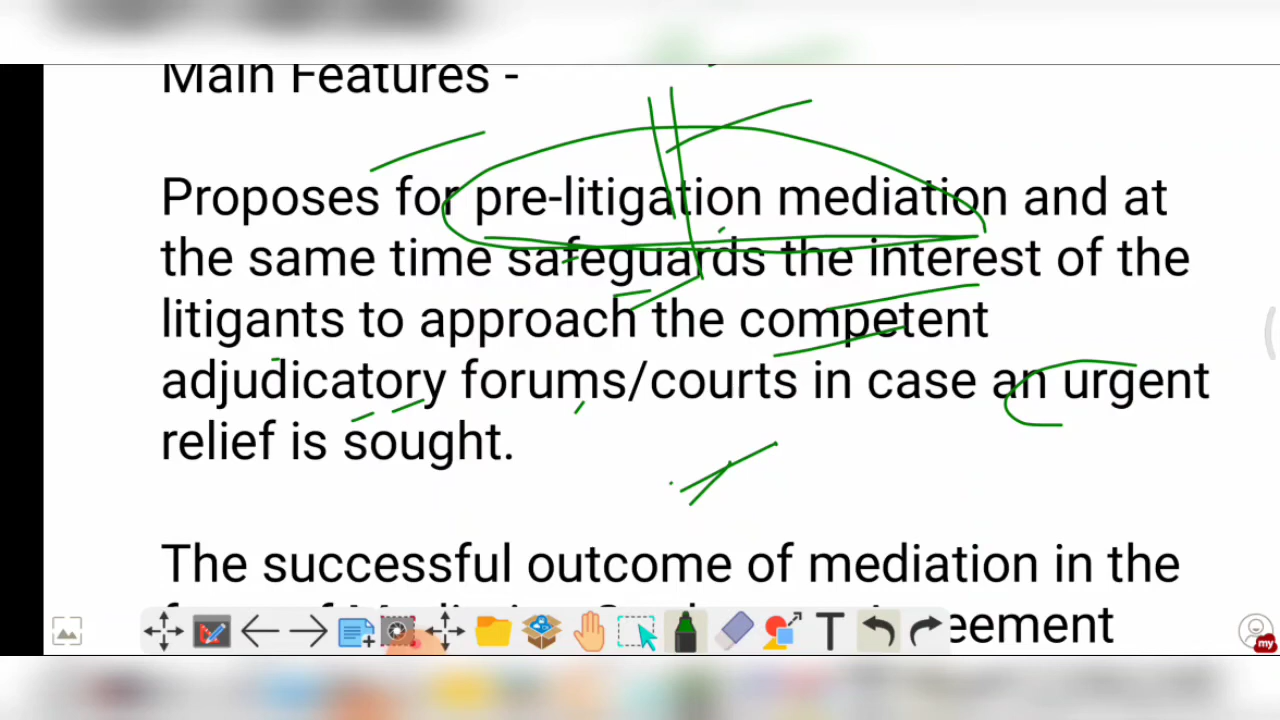 Main Features -
Proposes for pre-litigation mediation and at
the same time safeguards the interest of the
litigants to approach the competent
adjudicatory forums/courts in case an urgent
relief is sought.
The successful outcome of mediation in the
eement
T
my